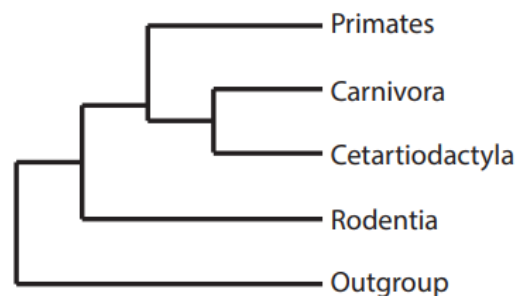 Primates
Carnivora
Cetartiodactyla
Rodentia
Outgroup